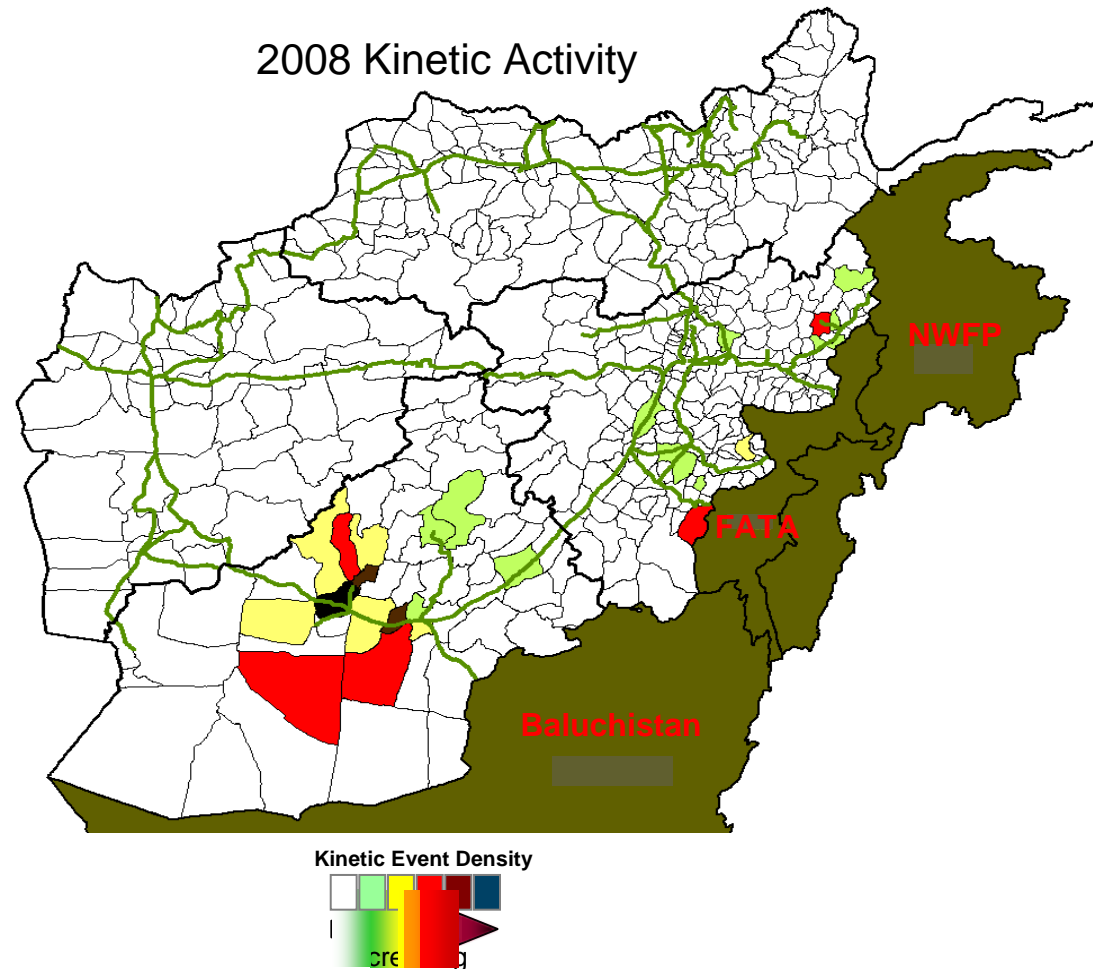 2008 Kinetic Activity
NWFP
FATA
Baluchistan
Kinetic Event Density